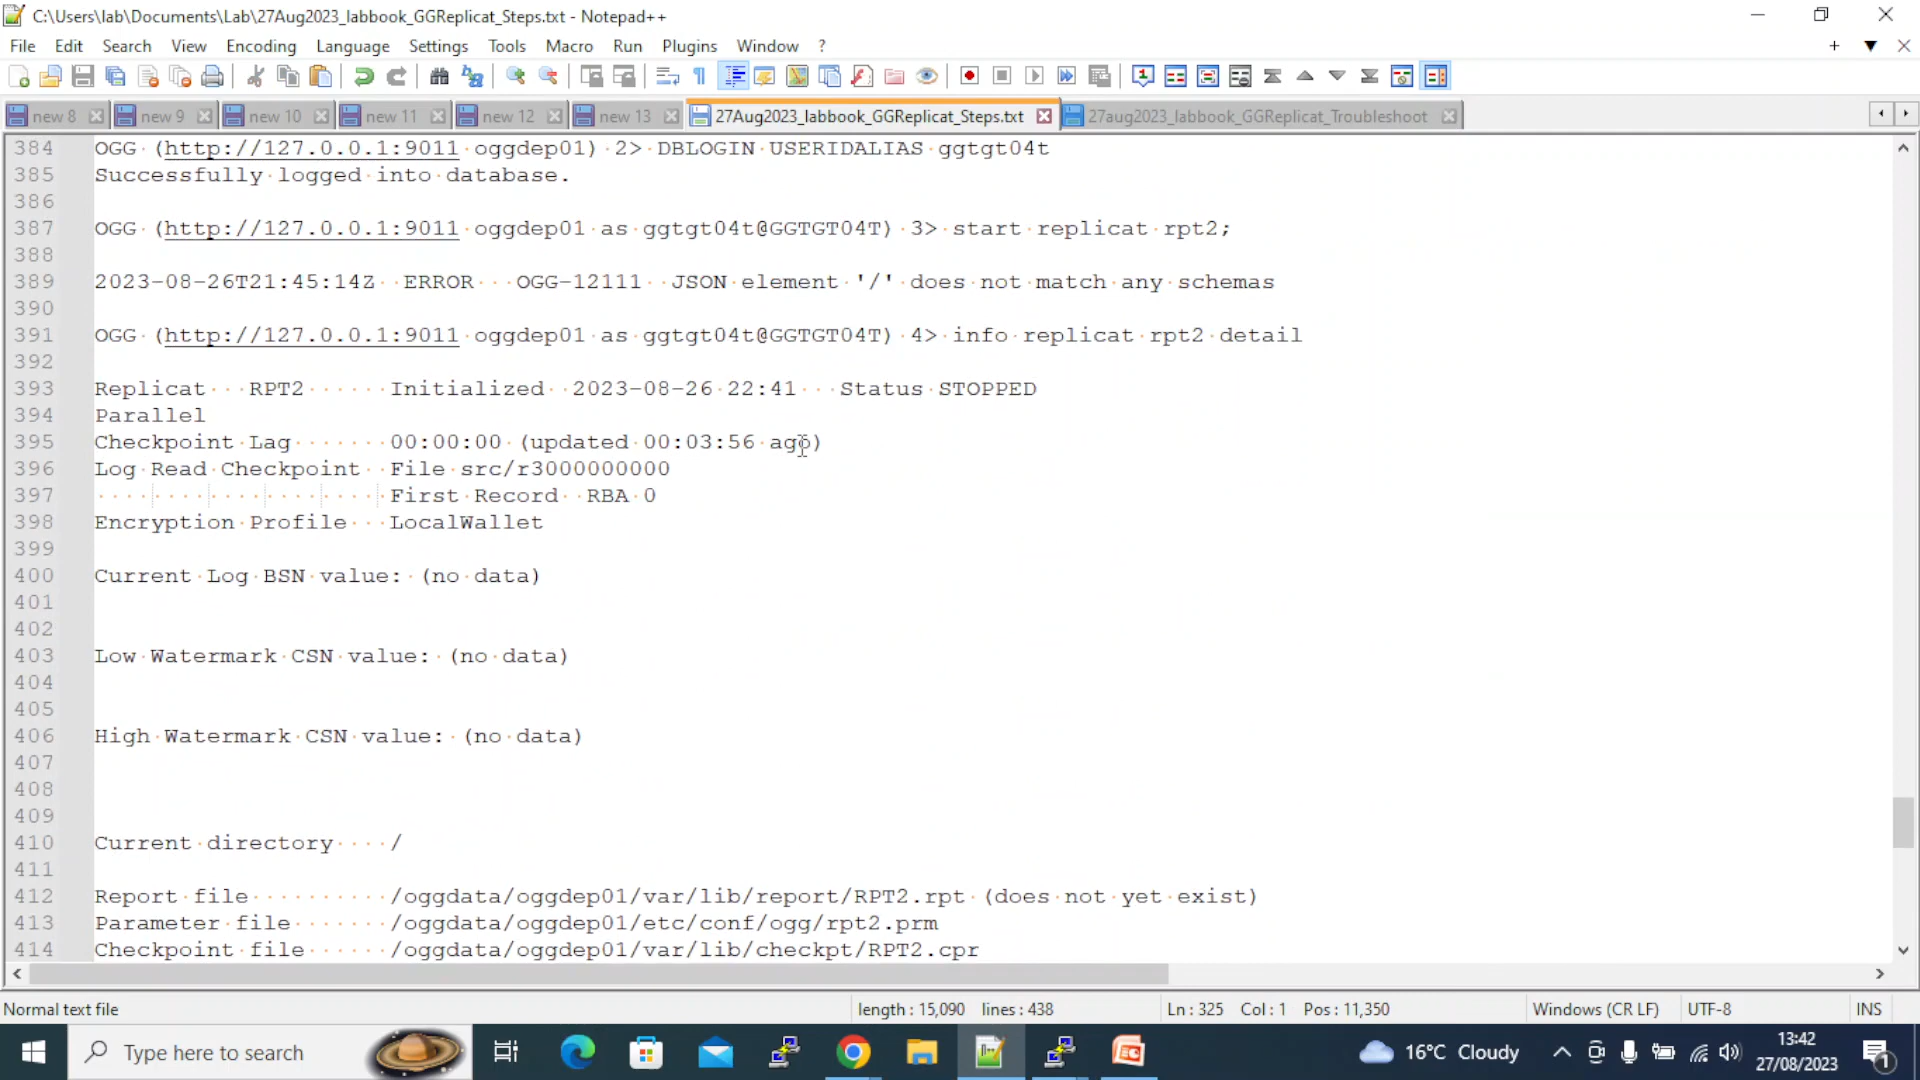 C:\Users\lab\Documents\Lab\27Aug2023_labbook_GGReplicat_Steps.txt - Notepad++
File Edit Search View Encoding Language Settings Tools Macro Run Plugins Window ?
new 8 new 9 new 10 new 11 new 12 new 13 27Aug2023_labbook_GGReplicat_Steps.txt 27aug2023_labbook_GGReplicat_Troubleshoot
384 OGG (http://127.0.0.1:9011 oggdep01) 2> DBLOGIN USERIDALIAS ggtgt04t
385 Successfully logged into database.
386
387 OGG (http://127.0.0.1:9011 oggdep01 as ggtgt04t@GGTGT04T) 3> start replicat rpt2;
388
389 2023-08-26T21:45:14Z ERROR OGG-12111 JSON element '/' does not match any schemas
390
391 OGG (http://127.0.0.1:9011 oggdep01 as ggtgt04t@GGTGT04T) 4> info replicat rpt2 detail
392
393 Replicat RPT2 Initialized 2023-08-26 22:41 Status STOPPED
394 Parallel
395 Checkpoint Lag 00:00:00 (updated 00:03:56 ago)
396 Log Read Checkpoint File src/r3000000000
397 First Record RBA 0
398 Encryption Profile LocalWallet
399
400 Current Log BSN value: (no data)
401
402
403 Low Watermark CSN value: (no data)
404
405
406 High Watermark CSN value: (no data)
407
408
409
410 Current directory /
411
412 Report file /oggdata/oggdep01/var/lib/report/RPT2.rpt (does not yet exist)
413 Parameter file /oggdata/oggdep01/etc/conf/ogg/rpt2.prm
414 Checkpoint file /oggdata/oggdep01/var/lib/checkpt/RPT2.cpr
Normal text file length : 15,090 lines : 438 Ln : 325 Col : 1 Pos : 11,350 Windows (CR LF) UTF-8 INS
Type here to search 16°C Cloudy 13:42
27/08/2023 1